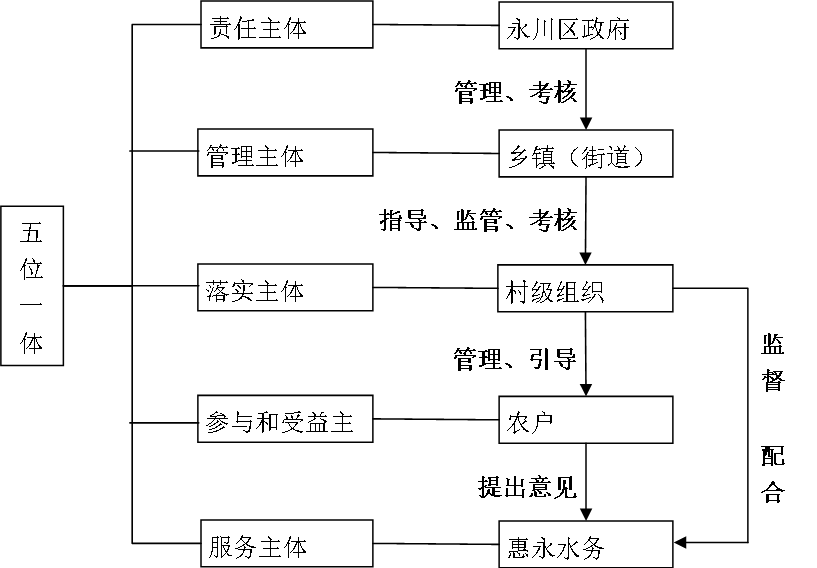 责任主体
永川区政府
管理、考核
管理主体
乡镇（街道）
指导、监管、考核
五位一体
落实主体
村级组织
管理、引导
监督 配合
参与和受益主
农户
提出意见
服务主体
惠永水务